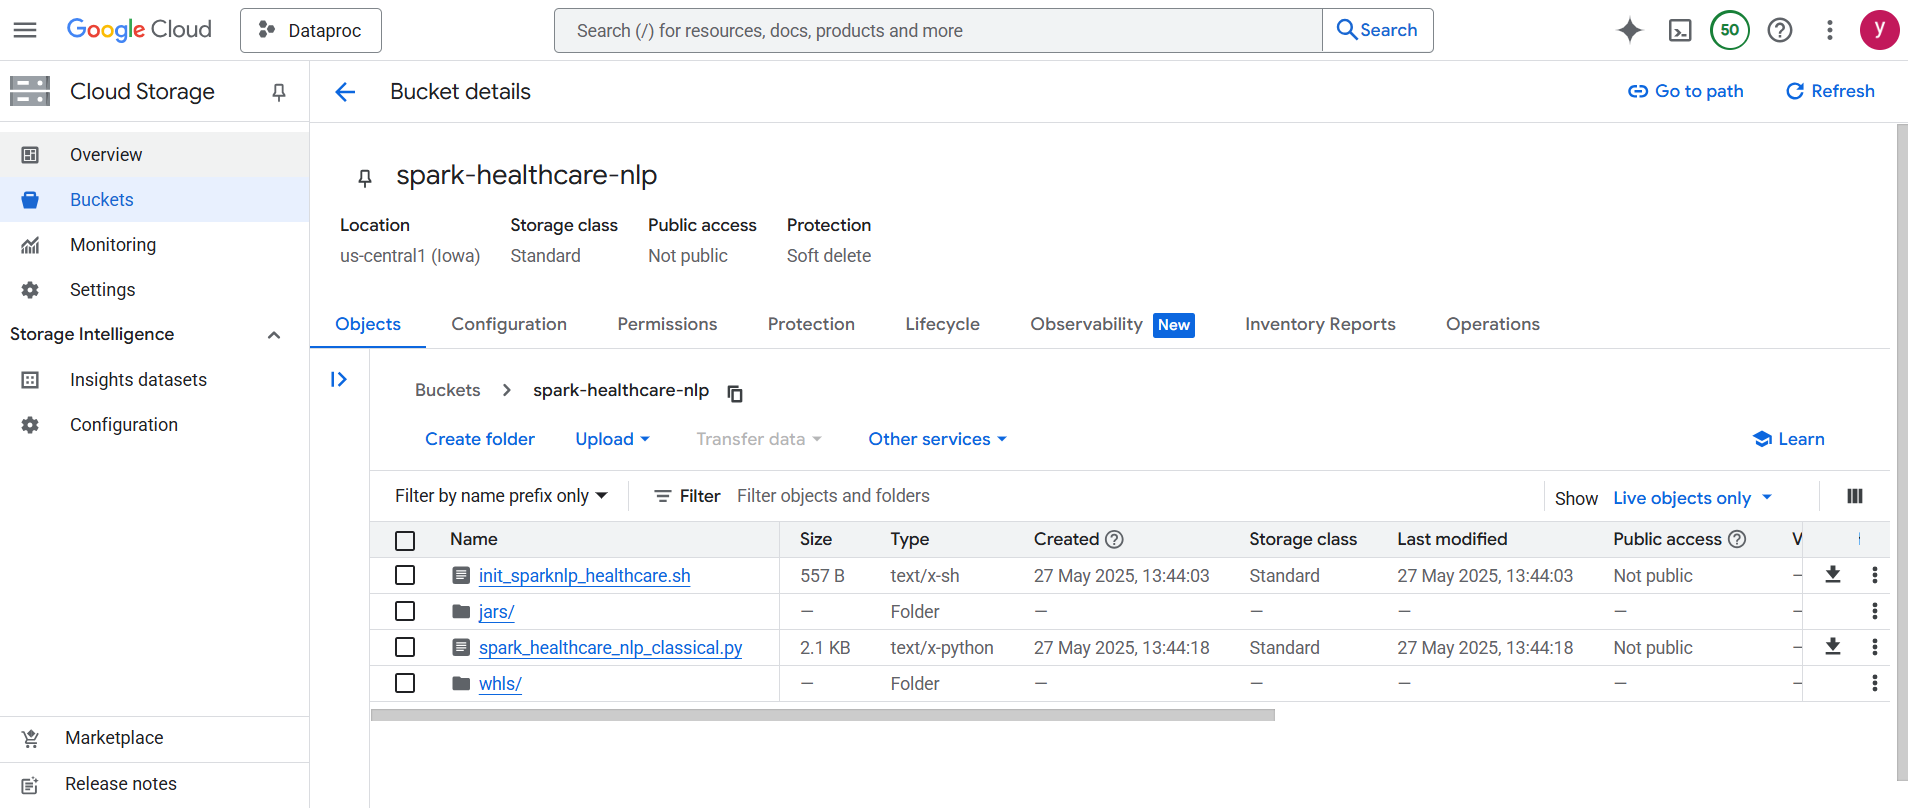 Google Cloud
Dataproc
Search (/) for resources, docs, products and more
Search
50
y
Cloud Storage
Bucket details
Go to path
Refresh
Overview
Buckets
Monitoring
Settings
Storage Intelligence
Insights datasets
Configuration
Marketplace
Release notes
spark-healthcare-nlp
Location Storage class Public access Protection
us-central1 (Iowa) Standard Not public Soft delete
Objects Configuration Permissions Protection Lifecycle Observability New Inventory Reports Operations
Buckets > spark-healthcare-nlp
Create folder Upload Transfer data Other services Learn
Filter by name prefix only Filter Filter objects and folders Show Live objects only
Name Size Type Created Storage class Last modified Public access V
init_sparknlp_healthcare.sh 557 B text/x-sh 27 May 2025, 13:44:03 Standard 27 May 2025, 13:44:03 Not public —
jars/ — Folder — — — — —
spark_healthcare_nlp_classical.py 2.1 KB text/x-python 27 May 2025, 13:44:18 Standard 27 May 2025, 13:44:18 Not public —
whls/ — Folder — — — — —